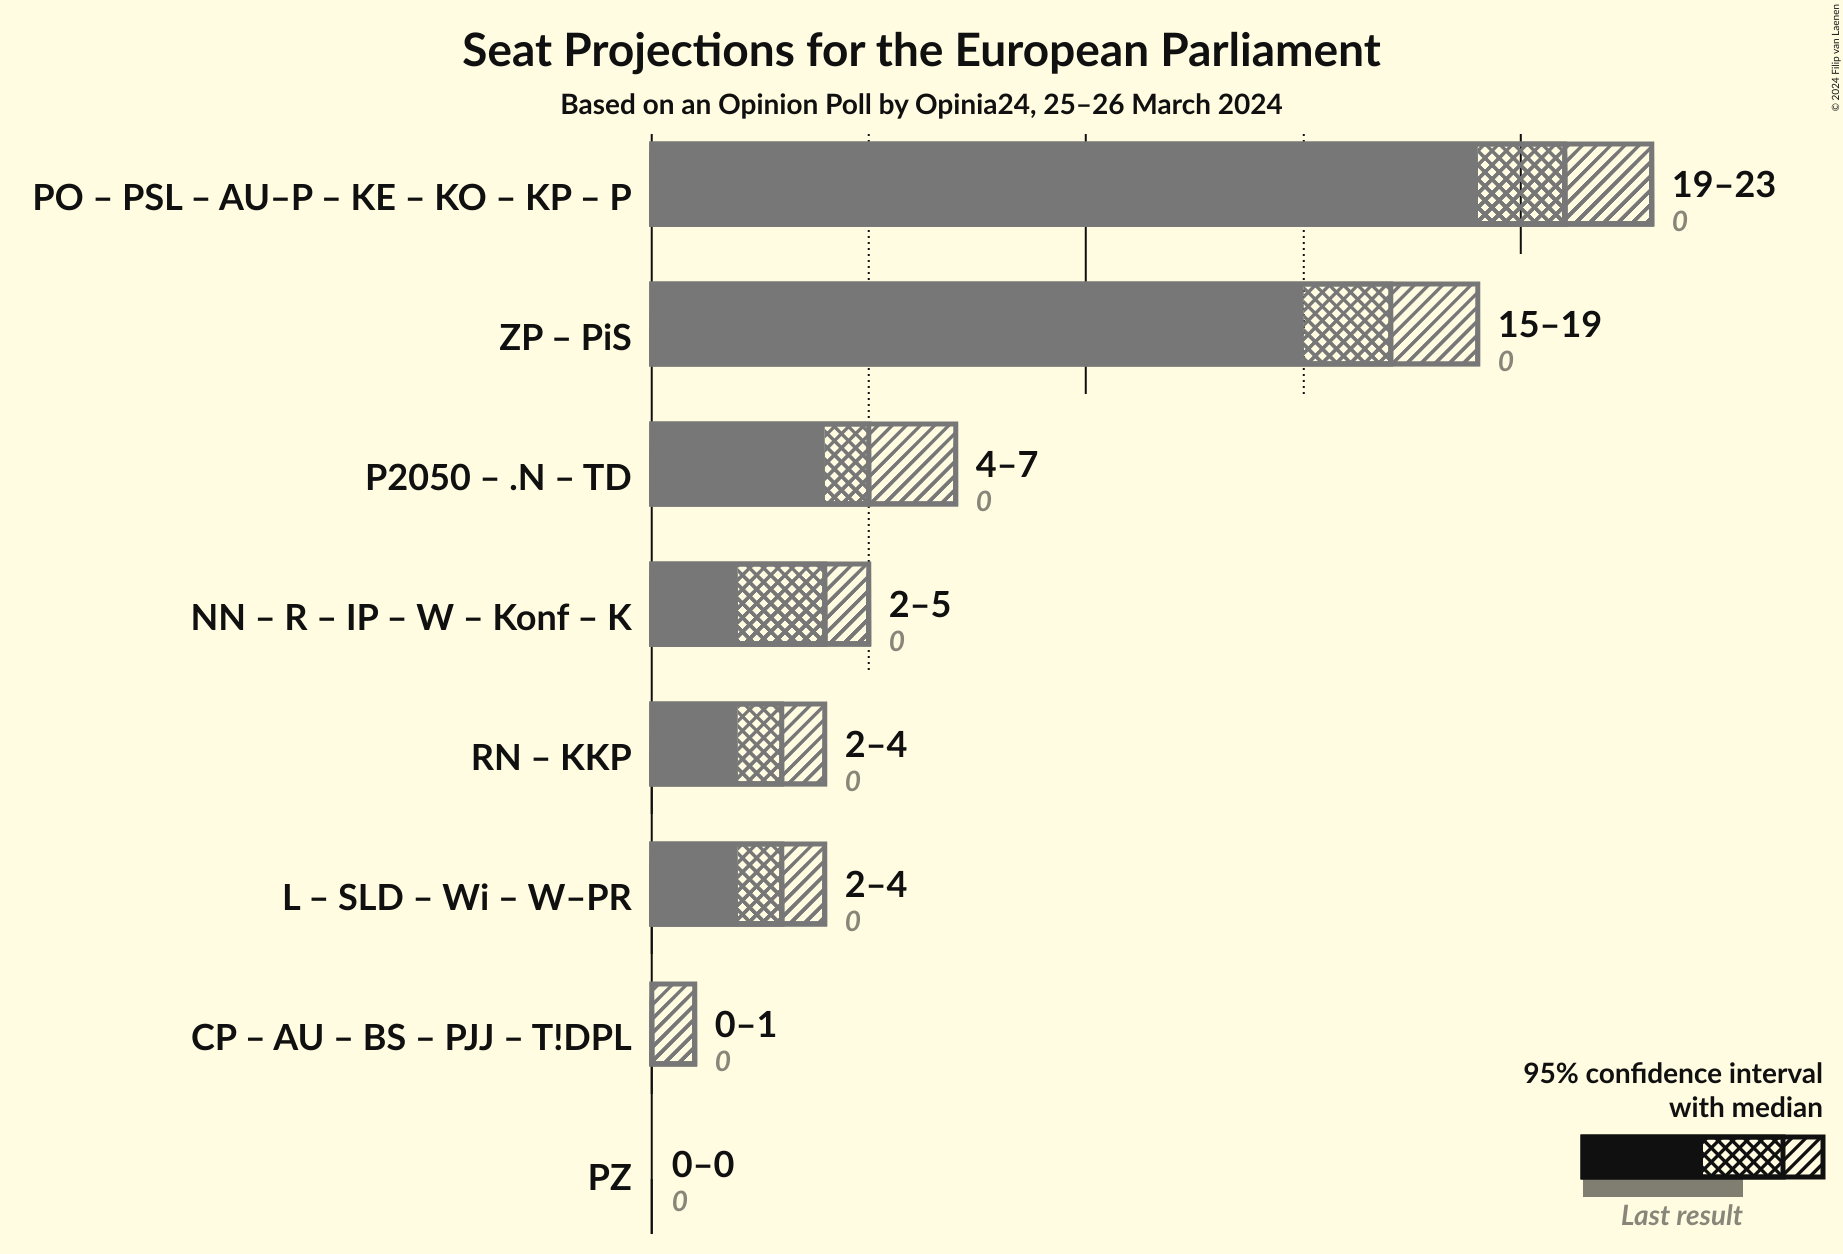 Seat Projections for the European Parliament
Based on an Opinion Poll by Opinia24, 25–26 March 2024
© 2024 Filip van Laenen
PO – PSL – AU–P – KE – KO – KP – P
19–23
0
ZP – PiS
15–19
0
P2050 – .N – TD
4–7
0
NN – R – IP – W – Konf – K
2–5
0
RN – KKP
2–4
0
L – SLD – Wi – W–PR
2–4
0
CP – AU – BS – PJJ – T!DPL
0–1
0
PZ
0–0
0
95% confidence interval
with median
Last result